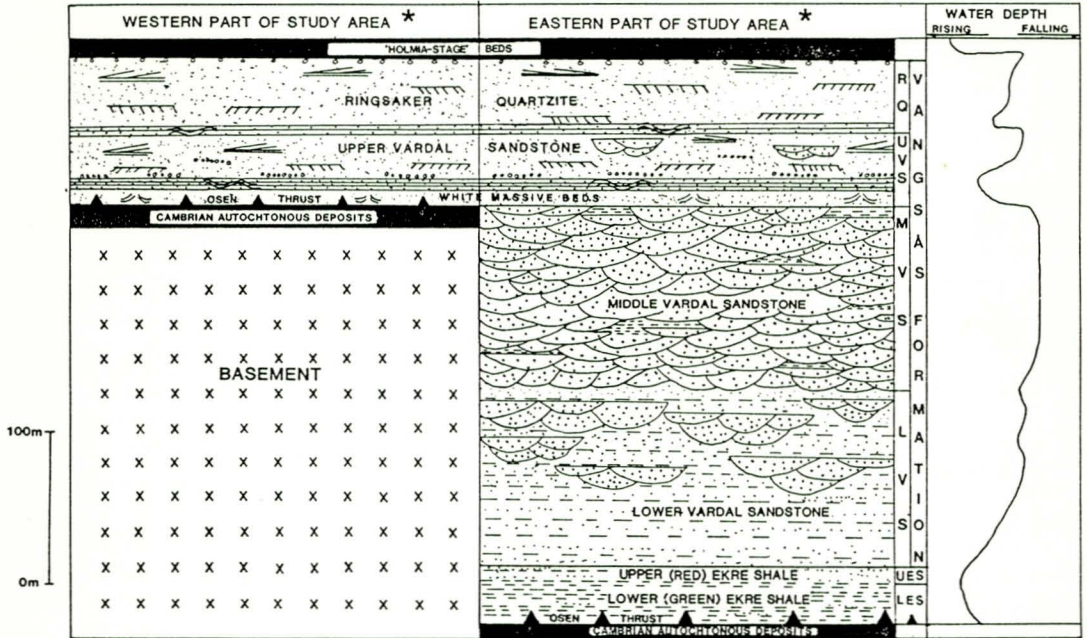 WESTERN PART OF STUDY AREA *
EASTERN PART OF STUDY AREA *
WATER DEPTH
RISING FALLING
"HOLMIA-STAGE" BEDS
RINGSAKER QUARTZITE
UPPER VARDAL SANDSTONE
OSEN THRUST WHITE MASSIVE BEDS
CAMBRIAN AUTOCHTONOUS DEPOSITS
MIDDLE VARDAL SANDSTONE
BASEMENT
LOWER VARDAL SANDSTONE
UPPER (RED) EKRE SHALE
LOWER (GREEN) EKRE SHALE
OSEN THRUST
CAMBRIAN AUTOCHTONOUS DEPOSITS
RQ
UVS
MVS
LVS
UES
LES
VANGSÅS FORMATION
100m
0m